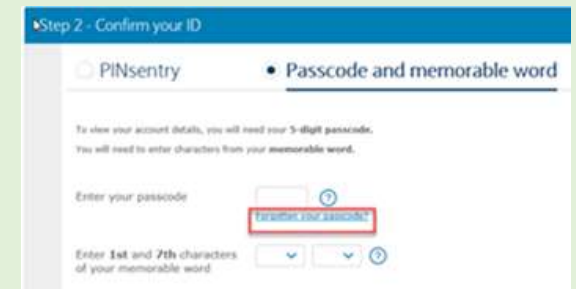 Step 2 - Confirm your ID
PINsentry
Passcode and memorable word
To view your account details, you will need your 5-digit passcode.
You will need to enter characters from your memorable word.
Enter your passcode
?
Forgotten your passcode?
Enter 1st and 7th characters
of your memorable word
?